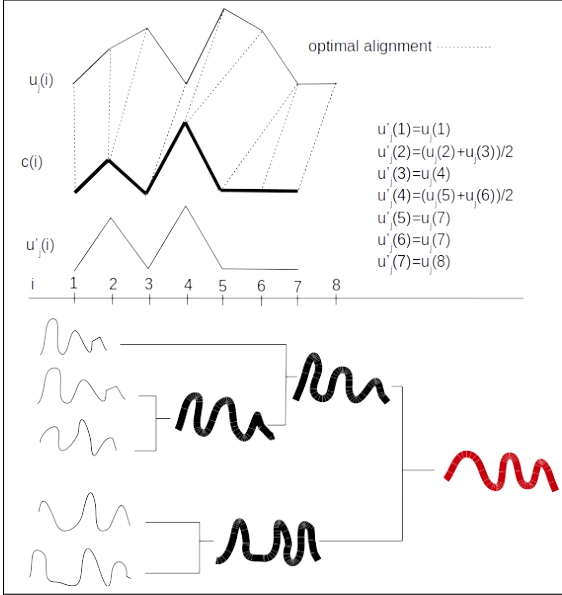 optimal alignment
u_j(i)
c(i)
u'_j(i)
u'_j(1)=u_j(1)
u'_j(2)=(u_j(2)+u_j(3))/2
u'_j(3)=u_j(4)
u'_j(4)=(u_j(5)+u_j(6))/2
u'_j(5)=u_j(7)
u'_j(6)=u_j(7)
u'_j(7)=u_j(8)
i 1 2 3 4 5 6 7 8